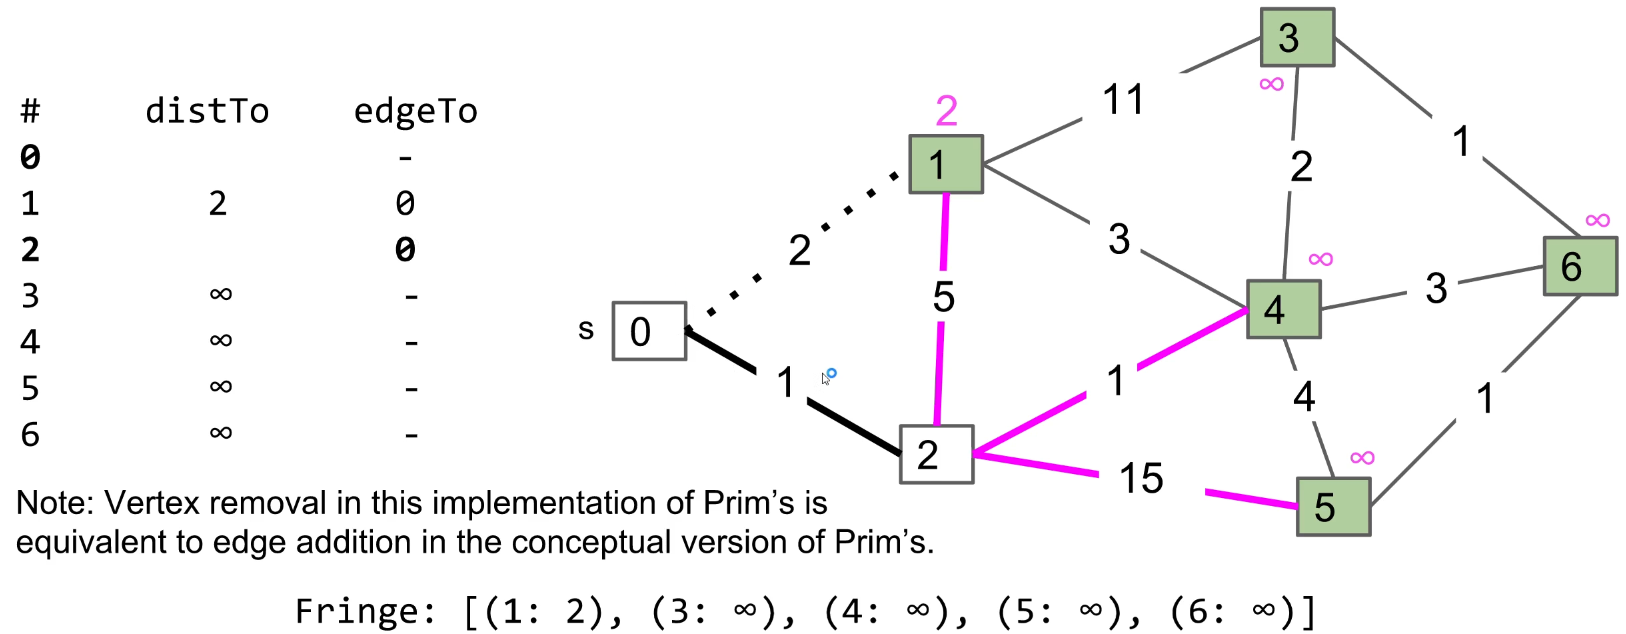 # distTo edgeTo
0 -
1 2 0
2 0
3 ∞ -
4 ∞ -
5 ∞ -
6 ∞ -
3
∞
11
2
1
2
1
∞
2
3
∞
6
5
4
3
s
0
1
1
4
1
2
15
∞
5
Note: Vertex removal in this implementation of Prim’s is
equivalent to edge addition in the conceptual version of Prim’s.
Fringe: [(1: 2), (3: ∞), (4: ∞), (5: ∞), (6: ∞)]